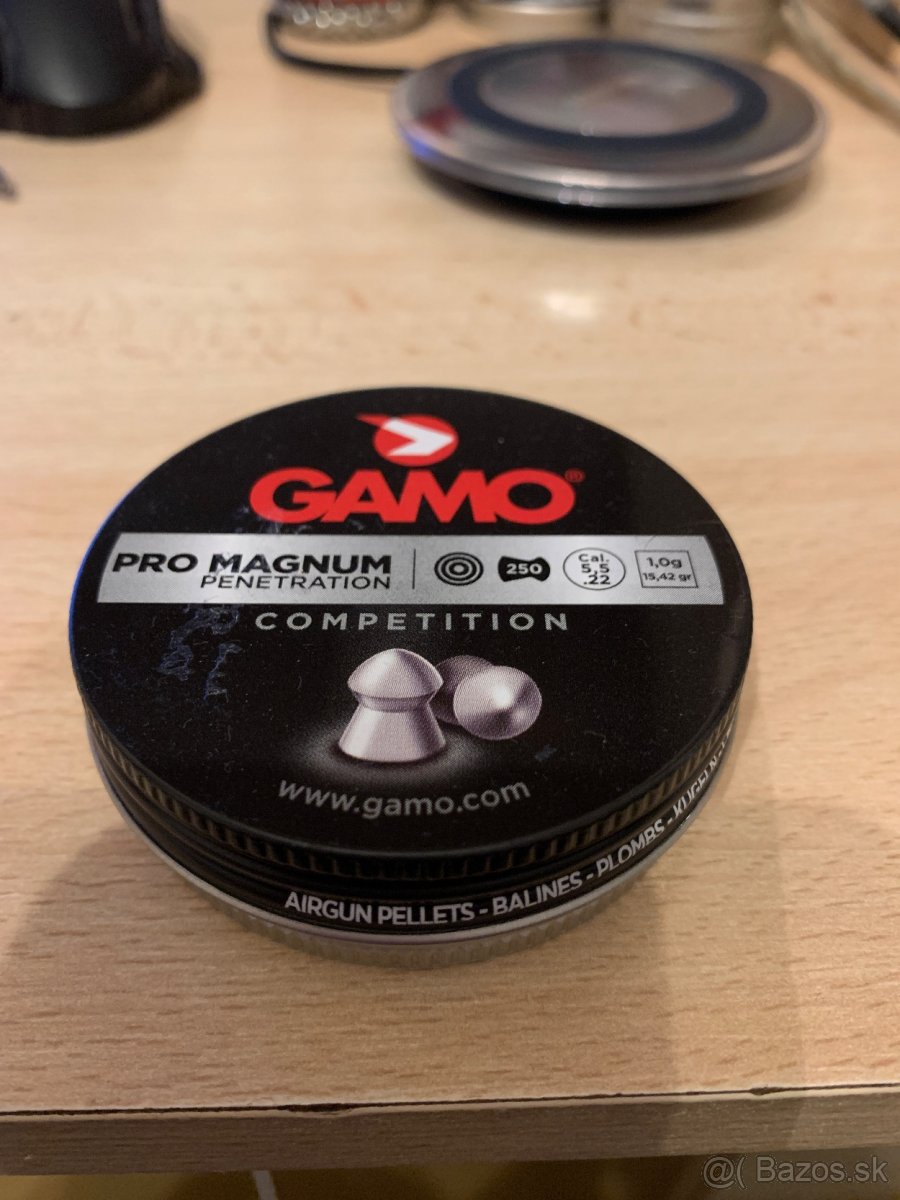 GAMO®
PRO MAGNUM
PENETRATION
250
Cal.
5,5
.22
1,0g
15,42 gr
COMPETITION
www.gamo.com
AIRGUN PELLETS - BALINES - PLOMBS - KUGELN
@( Bazos.sk